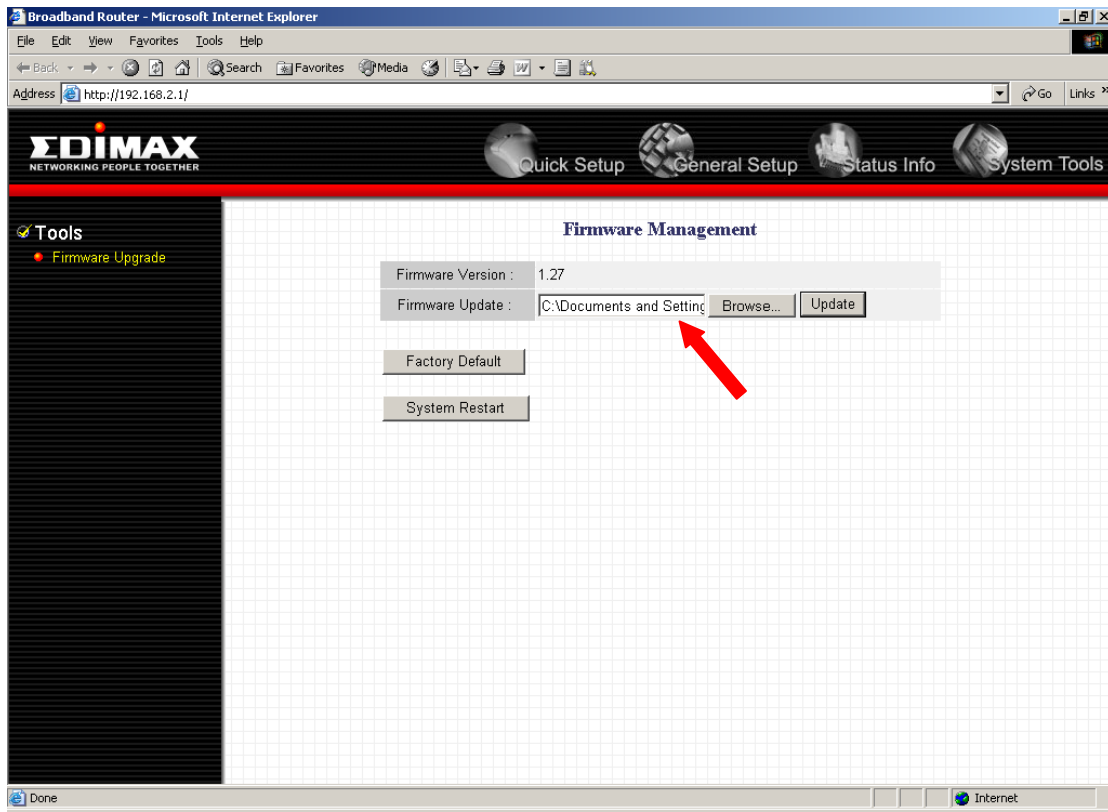 Broadband Router - Microsoft Internet Explorer
File Edit View Favorites Tools Help
Back Search Favorites Media
Address http://192.168.2.1/ Go Links »
EDIMAX
NETWORKING PEOPLE TOGETHER
Quick Setup General Setup Status Info System Tools
Tools
Firmware Upgrade
Firmware Management
Firmware Version : 1.27
Firmware Update : C:\Documents and Setting Browse... Update
Factory Default
System Restart
Done Internet